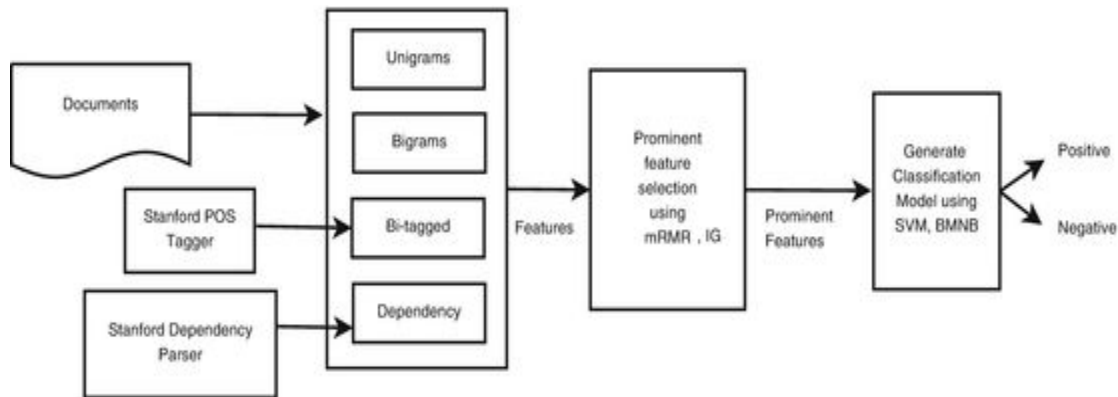 Documents
Stanford POS
Tagger
Stanford Dependency
Parser
Unigrams
Bigrams
Bi-tagged
Dependency
Features
Prominent
feature
selection
using
mRMR , IG
Prominent
Features
Generate
Classification
Model using
SVM, BMNB
Positive
Negative